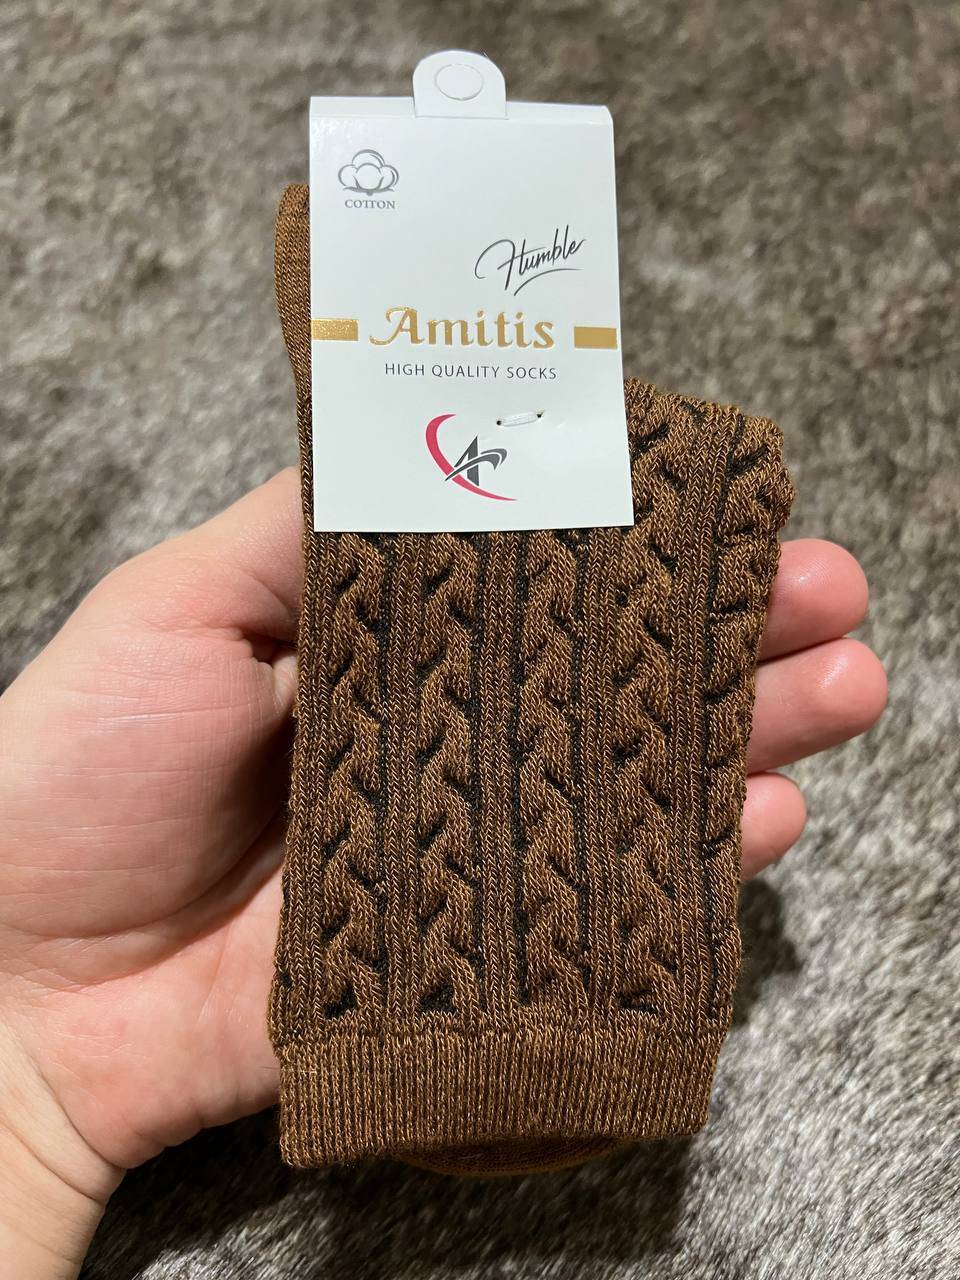 COTTON
Humble
Amitis
HIGH QUALITY SOCKS